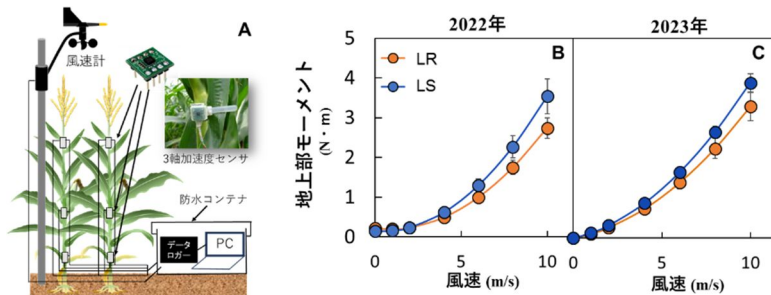 A
風速計
3軸加速度センサ
防水コンテナ
データ
ロガー
PC
2022年
2023年
B
C
LR
LS
地上部モーメント
(N・m)
5
4
3
2
1
0
0
5
10
0
5
10
風速 (m/s)
風速 (m/s)